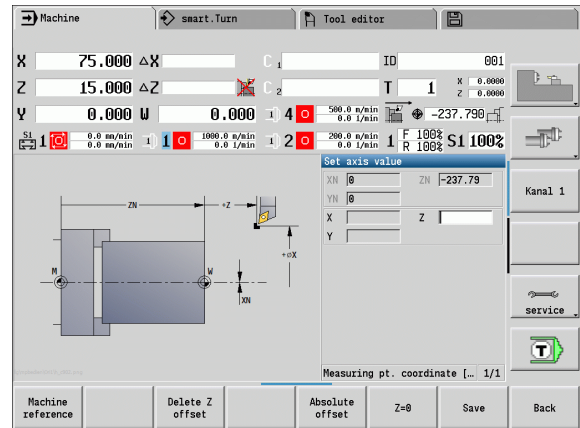 Machine
smart.Turn
Tool editor
X 75.000 △X C 1 ID 001
Z 15.000 △Z C 2 T 1 X 0.0000
Z 0.0000
Y 0.000 U 0.000 4 500.0 m/min
0.0 1/min -237.790
S1 1 0.0 mm/min
0.0 mm/min 1 1000.0 m/min
0.0 1/min 2 200.0 m/min
0.0 1/min 1 F 100%
R 100% S1 100%
Set axis value
XN 0 ZN -237.79
YN 0
X Z
Y
ZN +Z
+øX
M W
XN
Kanal 1
service
T
Measuring pt. coordinate [… 1/1
Machine reference
Delete Z offset
Absolute offset
Z=0
Save
Back